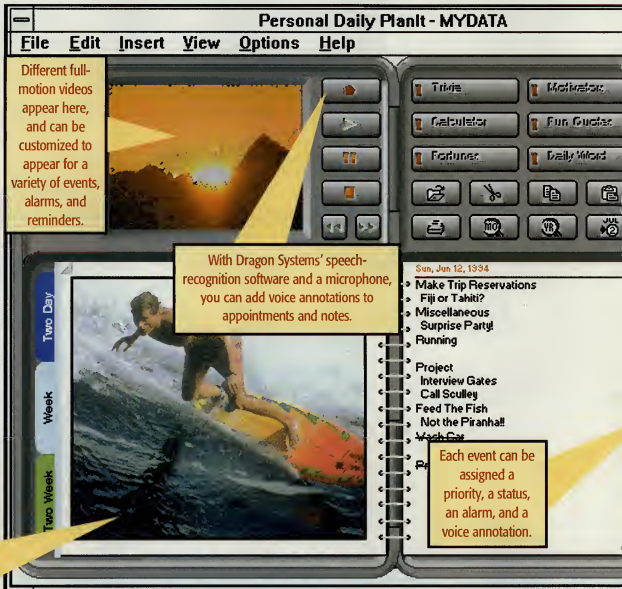 Personal Daily PlanIt - MYDATA
File Edit Insert View Options Help
Different full-
motion videos
appear here,
and can be
customized to
appear for a
variety of events,
alarms, and
reminders.
Trivia
Motivators
Calculator
Fun Quotes
Fortunes
Daily Word
MO
YR
JUL
2
With Dragon Systems' speech-
recognition software and a microphone,
you can add voice annotations to
appointments and notes.
Two Day
Week
Two Week
Sun, Jun 12, 1994
Make Trip Reservations
Fiji or Tahiti?
Miscellaneous
Surprise Party!
Running
Project
Interview Gates
Call Sculley
Feed The Fish
Not the Piranha!!
Wash Car
Each event can be
assigned a
priority, a status,
an alarm, and a
voice annotation.